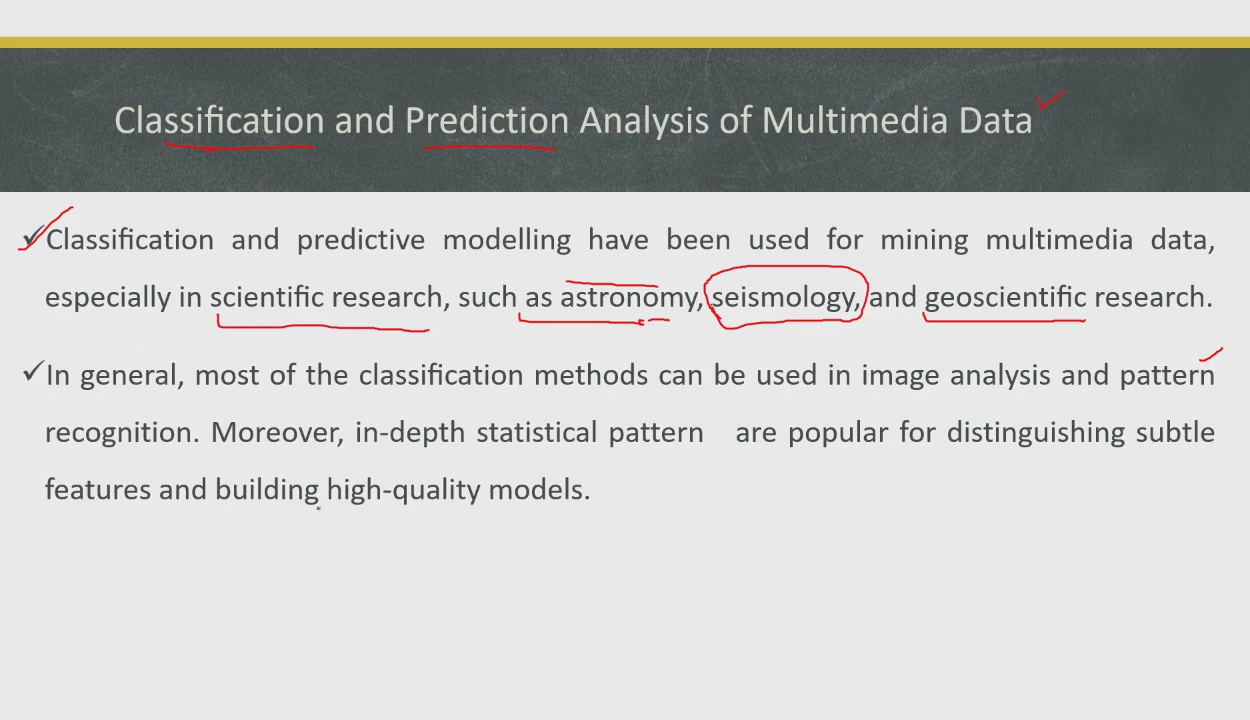 Classification and Prediction Analysis of Multimedia Data
✓Classification and predictive modelling have been used for mining multimedia data,
especially in scientific research, such as astronomy, seismology, and geoscientific research.
✓In general, most of the classification methods can be used in image analysis and pattern
recognition. Moreover, in-depth statistical pattern are popular for distinguishing subtle
features and building high-quality models.